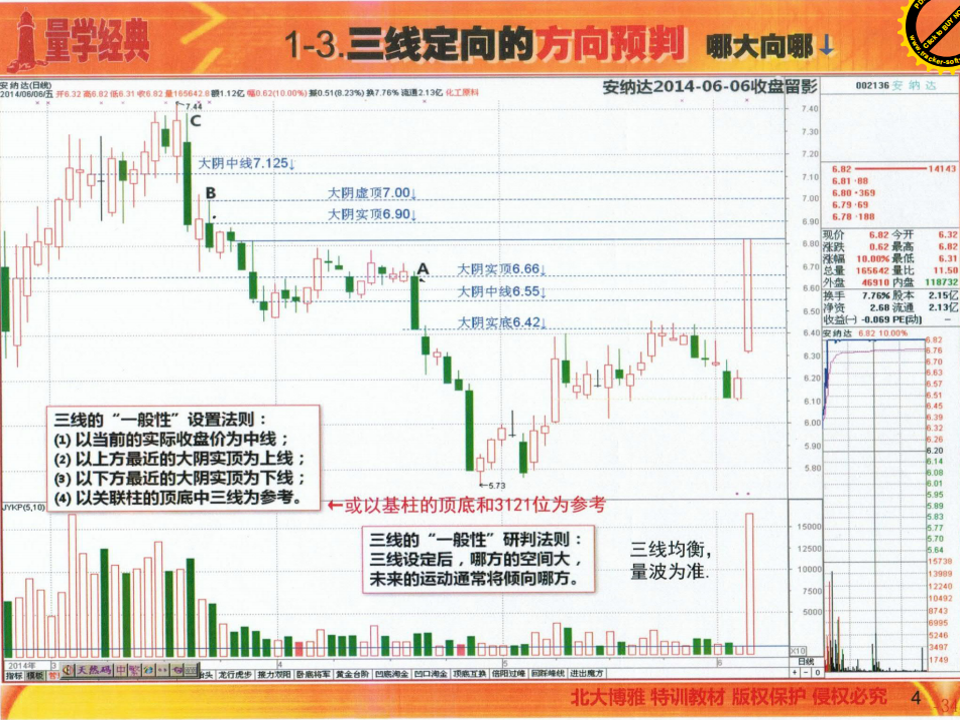 量学经典
1-3.三线定向的方向预判 哪大向哪↓
Click to BUY NOW
安纳达(日线)
2014/06/06/五 开6.32 高6.82 低6.31 收6.82 量165642.8 额1.12亿 幅0.62(10.00%) 振0.51(8.23%) 换7.76% 流通2.13亿 化工原料
安纳达2014-06-06收盘留影
002136 安 纳 达
←7.44
C
大阴中线7.125↓
B
大阴虚顶7.00↓
大阴实顶6.90↓
A
大阴实顶6.66↓
大阴中线6.55↓
大阴实底6.42↓
←5.73
7.40
7.30
7.20
7.10
7.00
6.90
6.80
6.70
6.60
6.50
6.40
6.30
6.20
6.10
6.00
5.90
5.80
6.82 14143
6.81 88
6.80 369
6.79 69
6.78 188
现价 6.82 今开 6.32
涨跌 0.62 最高 6.82
涨幅 10.00% 最低 6.31
总量 165642 量比 11.50
外盘 46910 内盘 118732
换手 7.76% 股本 2.15亿
净资 2.68 流通 2.13亿
收益(一) -0.069 PE[动] —
安纳达 6.82 10.00%
6.82
6.76
6.70
6.63
6.57
6.51
6.45
6.39
6.32
6.26
6.20
6.14
6.08
6.01
5.95
5.89
5.83
5.77
5.70
5.64
15738
13989
12240
10492
8743
6995
5246
3497
1749
三线的“一般性”设置法则：
(1) 以当前的实际收盘价为中线；
(2) 以上方最近的大阴实顶为上线；
(3) 以下方最近的大阴实顶为下线；
(4) 以关联柱的顶底中三线为参考。
←或以基柱的顶底和3121位为参考
JYKP(5,10)
三线的“一般性”研判法则：
三线设定后，哪方的空间大，
未来的运动通常将倾向哪方。
三线均衡，
量波为准.
15000
12500
10000
7500
5000
X10
2014年 3 4 5 6 日线
指标 模板 天然码 龙行虎步 接力双阳 卧底将军 黄金台阶 凹底淘金 凹口淘金 顶底互换 倍阳过峰 回踩峰线 进出魔方
北大博雅 特训教材 版权保护 侵权必究 4